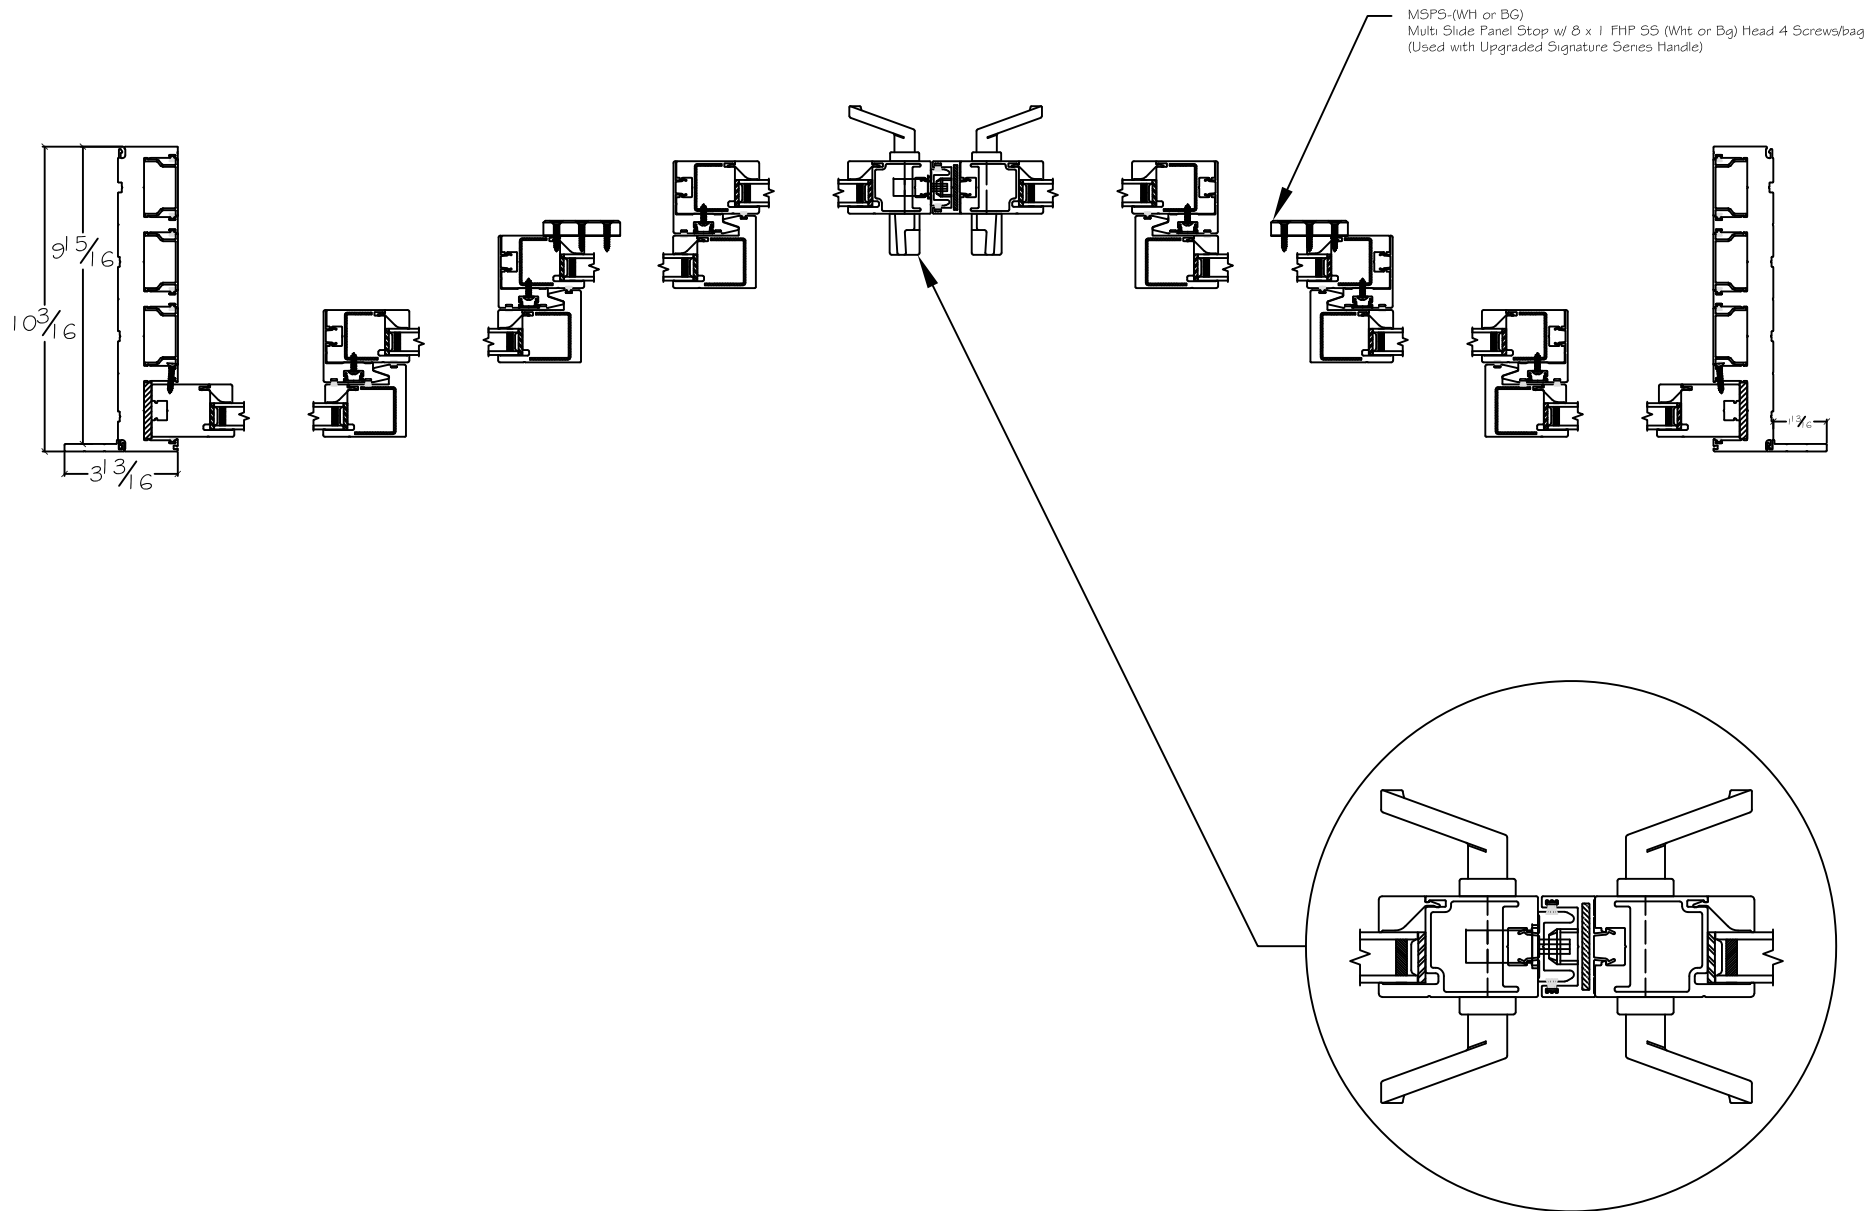 MSPS-(WH or BG)
Multi Slide Panel Stop w/ 8 x 1 FHP SS (Wht or Bg) Head 4 Screws/bag
(Used with Upgraded Signature Series Handle)
9 15/16
10 3/16
3 13/16
1 13/16